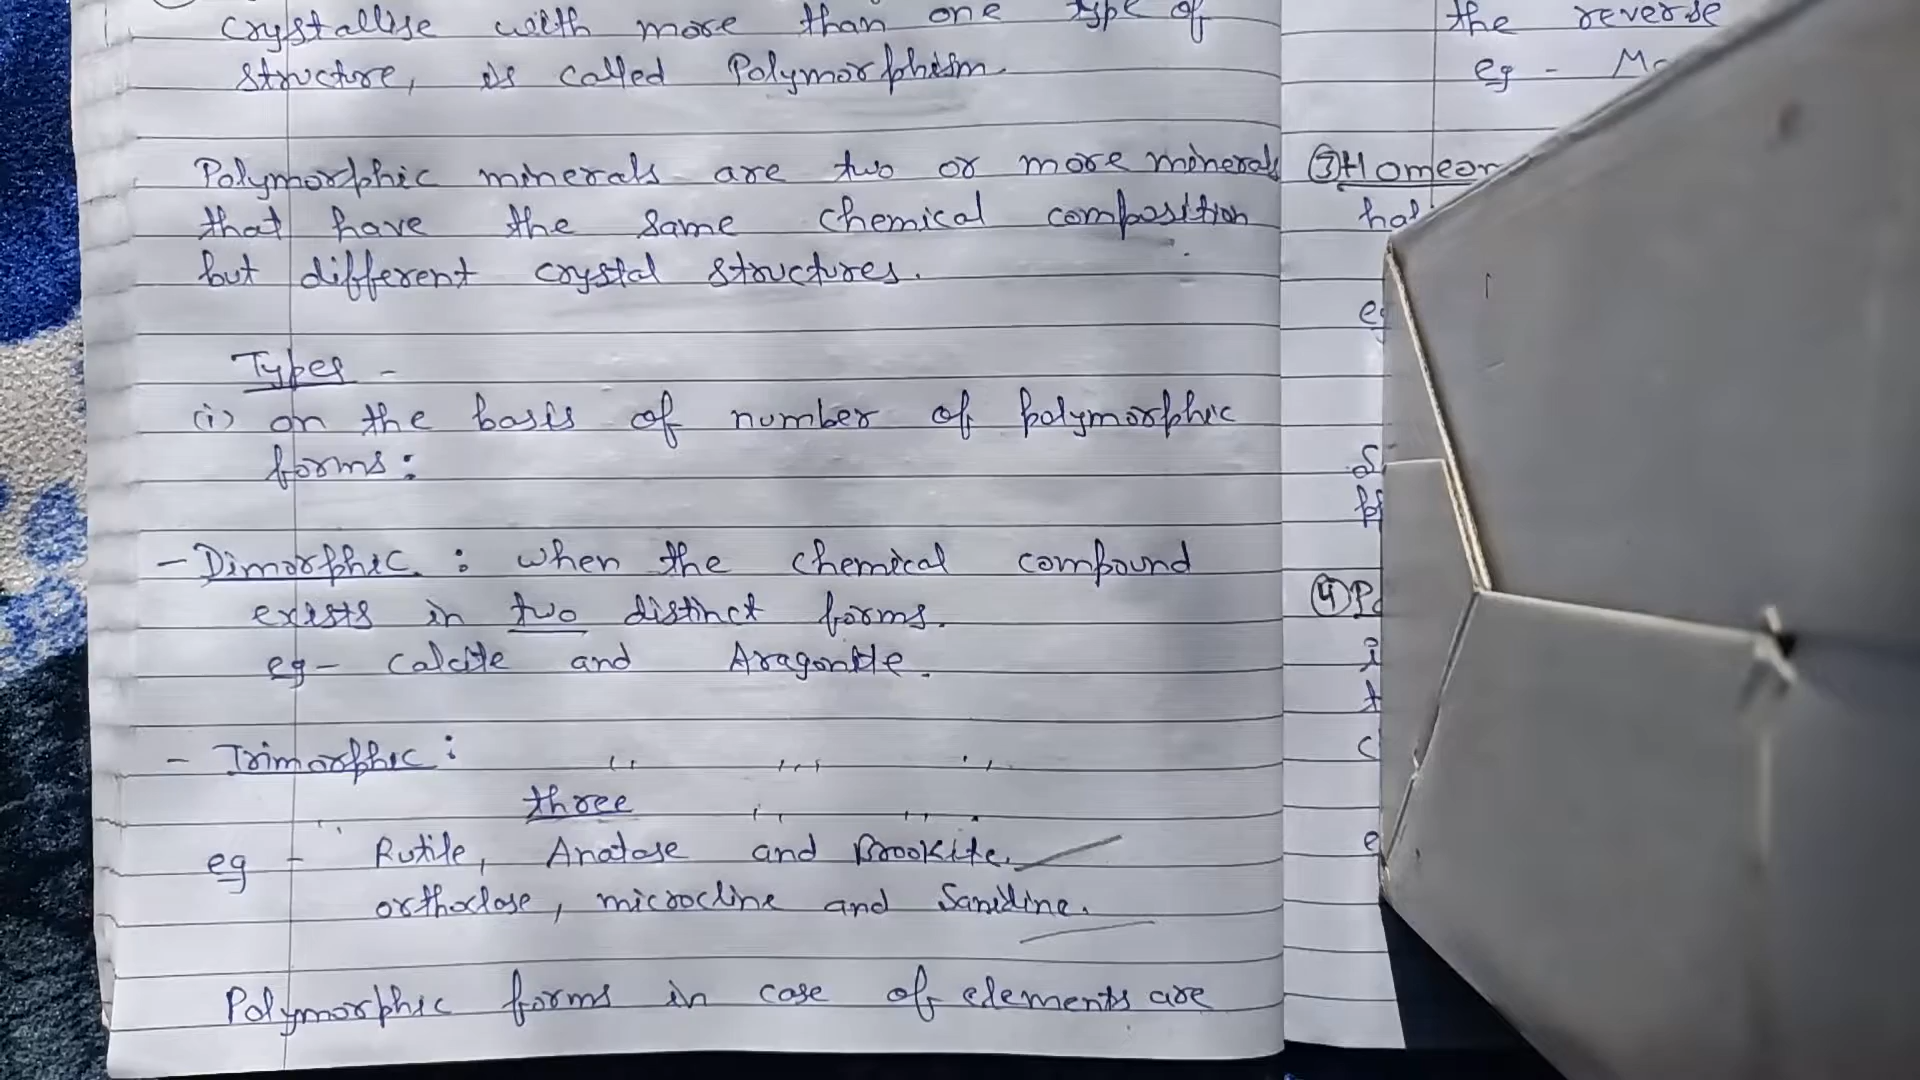 crystallise with more than one type of
structure, is called Polymorphism.
Polymorphic minerals are two or more minerals
that have the same chemical composition
but different crystal structures.
Types -
(i) on the basis of number of polymorphic
forms:
- Dimorphic : when the chemical compound
exists in two distinct forms.
eg - Calcite and Aragonite.
- Trimorphic : ,, ,,, ,,
three ,, ,,
eg - Rutile, Anatase and Brookite.
orthoclase, microcline and Sanidine.
Polymorphic forms in case of elements are
the reverse
eg -
③
④